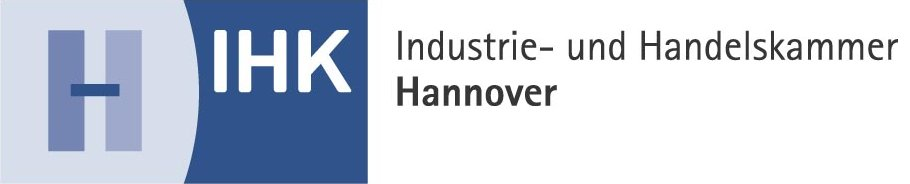 H IHK
Industrie- und Handelskammer
Hannover